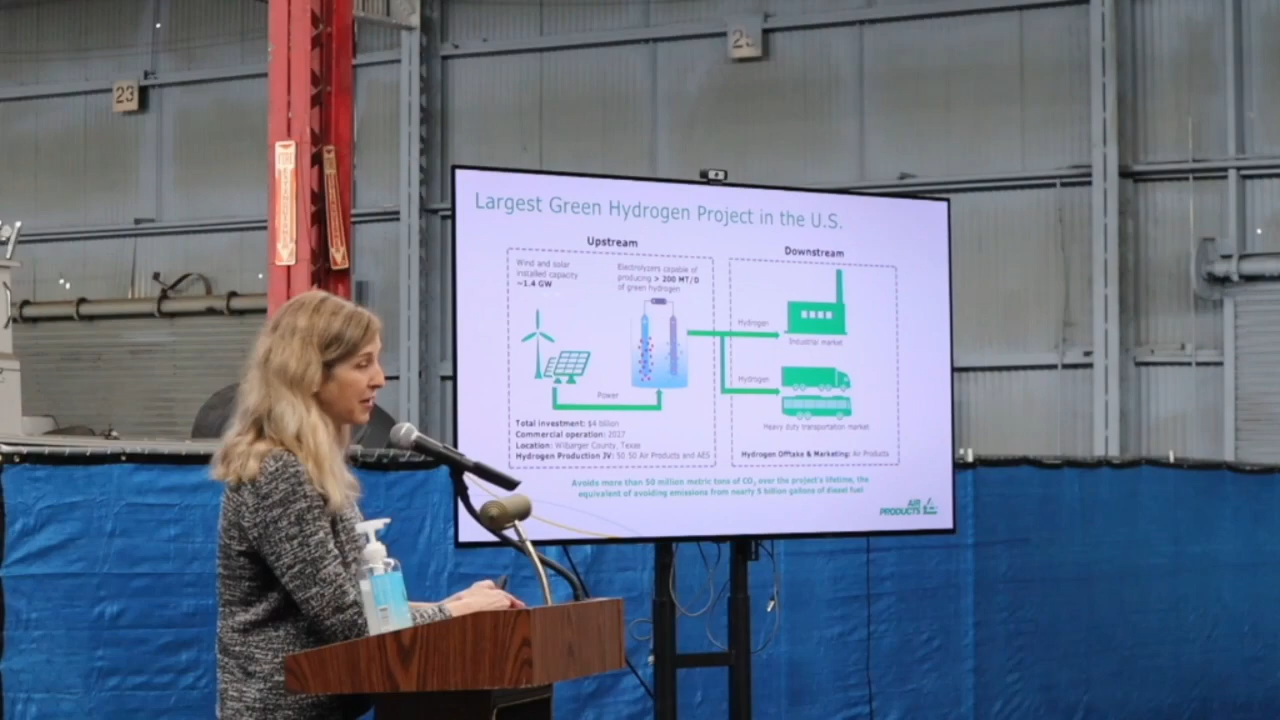 23
25
FIRE
EXTINGUISHER
Largest Green Hydrogen Project in the U.S.
Upstream
Wind and solar
installed capacity
~1.4 GW
Electrolyzers capable of
producing > 200 MT/D
of green hydrogen
Power
Total investment: $4 billion
Commercial operation: 2027
Location: Wilbarger County, Texas
Hydrogen Production JV: 50 50 Air Products and AES
Downstream
Hydrogen
Industrial market
Hydrogen
Heavy duty transportation market
Hydrogen Offtake & Marketing: Air Products
Avoids more than 50 million metric tons of CO2 over the project's lifetime, the
equivalent of avoiding emissions from nearly 5 billion gallons of diesel fuel
AIR
PRODUCTS